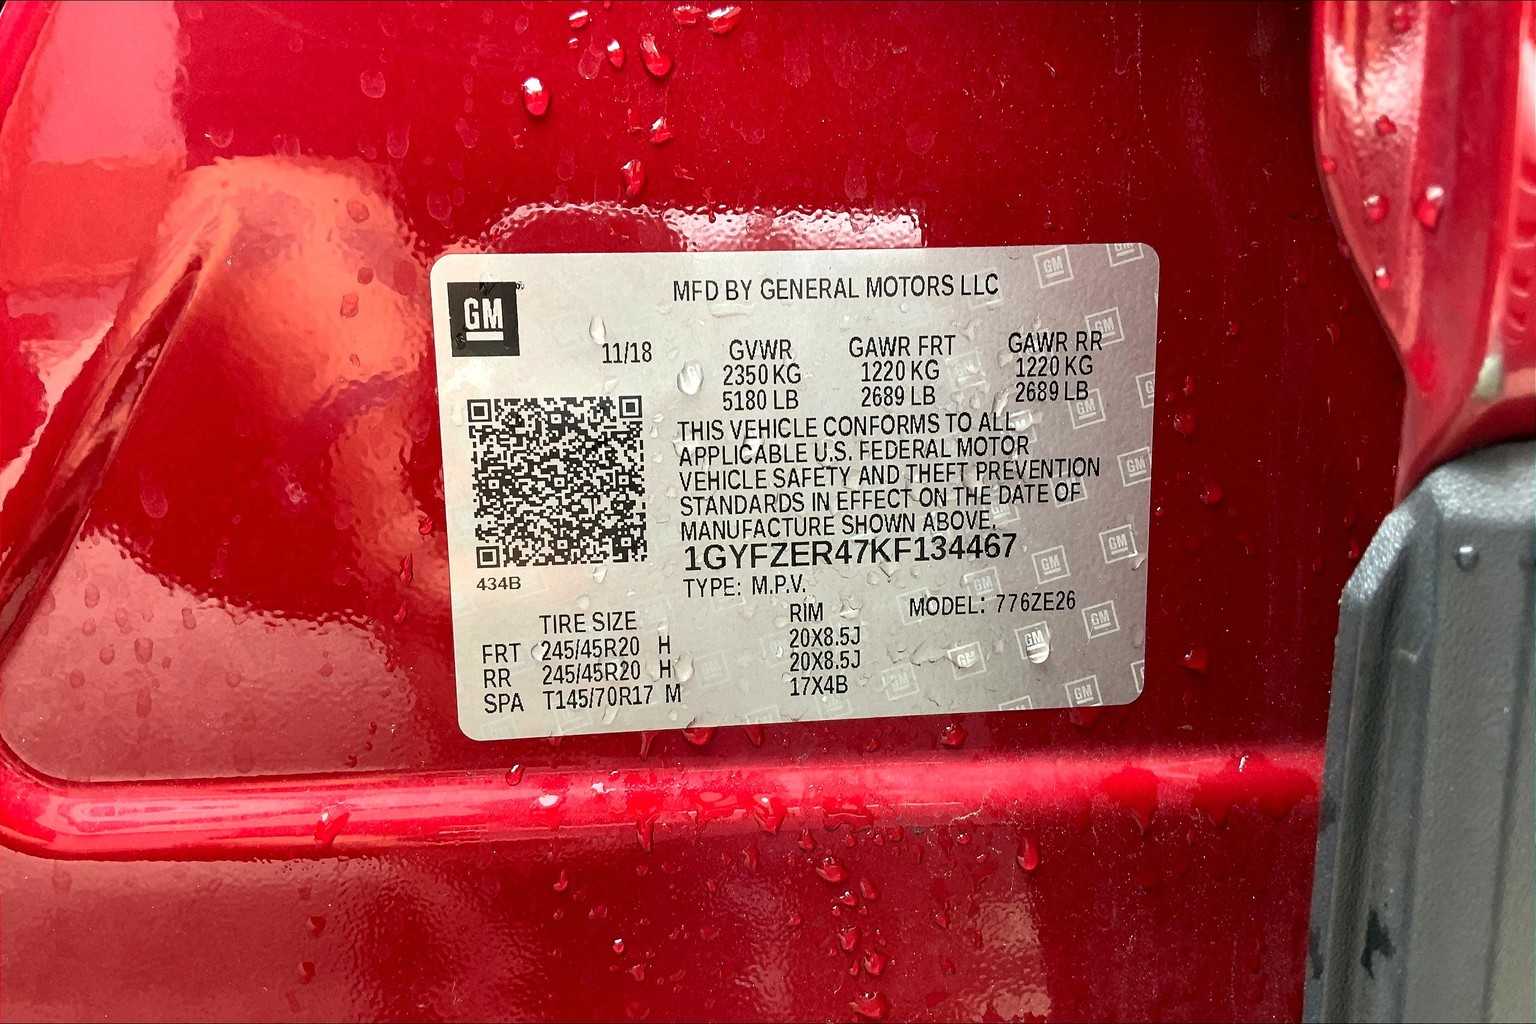 GM
MFD BY GENERAL MOTORS LLC
11/18
GVWR GAWR FRT GAWR RR
2350 KG 1220 KG 1220 KG
5180 LB 2689 LB 2689 LB
THIS VEHICLE CONFORMS TO ALL
APPLICABLE U.S. FEDERAL MOTOR
VEHICLE SAFETY AND THEFT PREVENTION
STANDARDS IN EFFECT ON THE DATE OF
MANUFACTURE SHOWN ABOVE.
1GYFZER47KF134467
434B
TYPE: M.P.V.
MODEL: 776ZE26
TIRE SIZE RIM
FRT 245/45R20 H 20X8.5J
RR 245/45R20 H 20X8.5J
SPA T145/70R17 M 17X4B